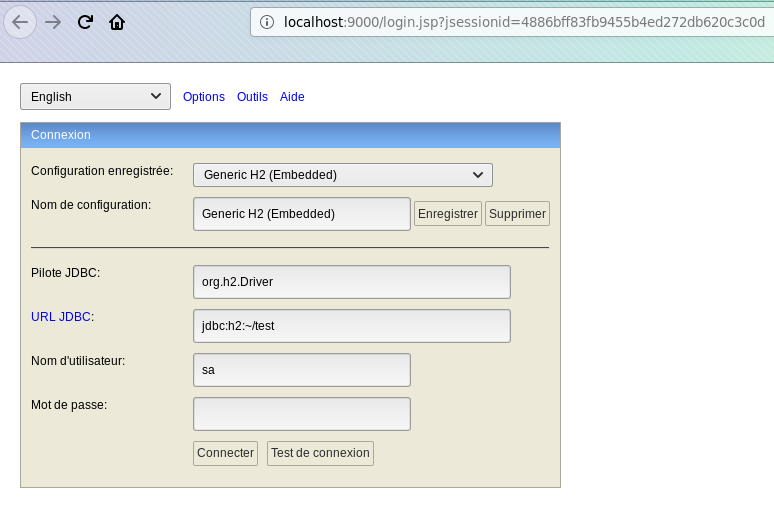 localhost:9000/login.jsp?jsessionid=4886bff83fb9455b4ed272db620c3c0d
English Options Outils Aide
Connexion
Configuration enregistrée: Generic H2 (Embedded)
Nom de configuration: Generic H2 (Embedded) Enregistrer Supprimer
Pilote JDBC: org.h2.Driver
URL JDBC: jdbc:h2:~/test
Nom d'utilisateur: sa
Mot de passe:
Connecter Test de connexion